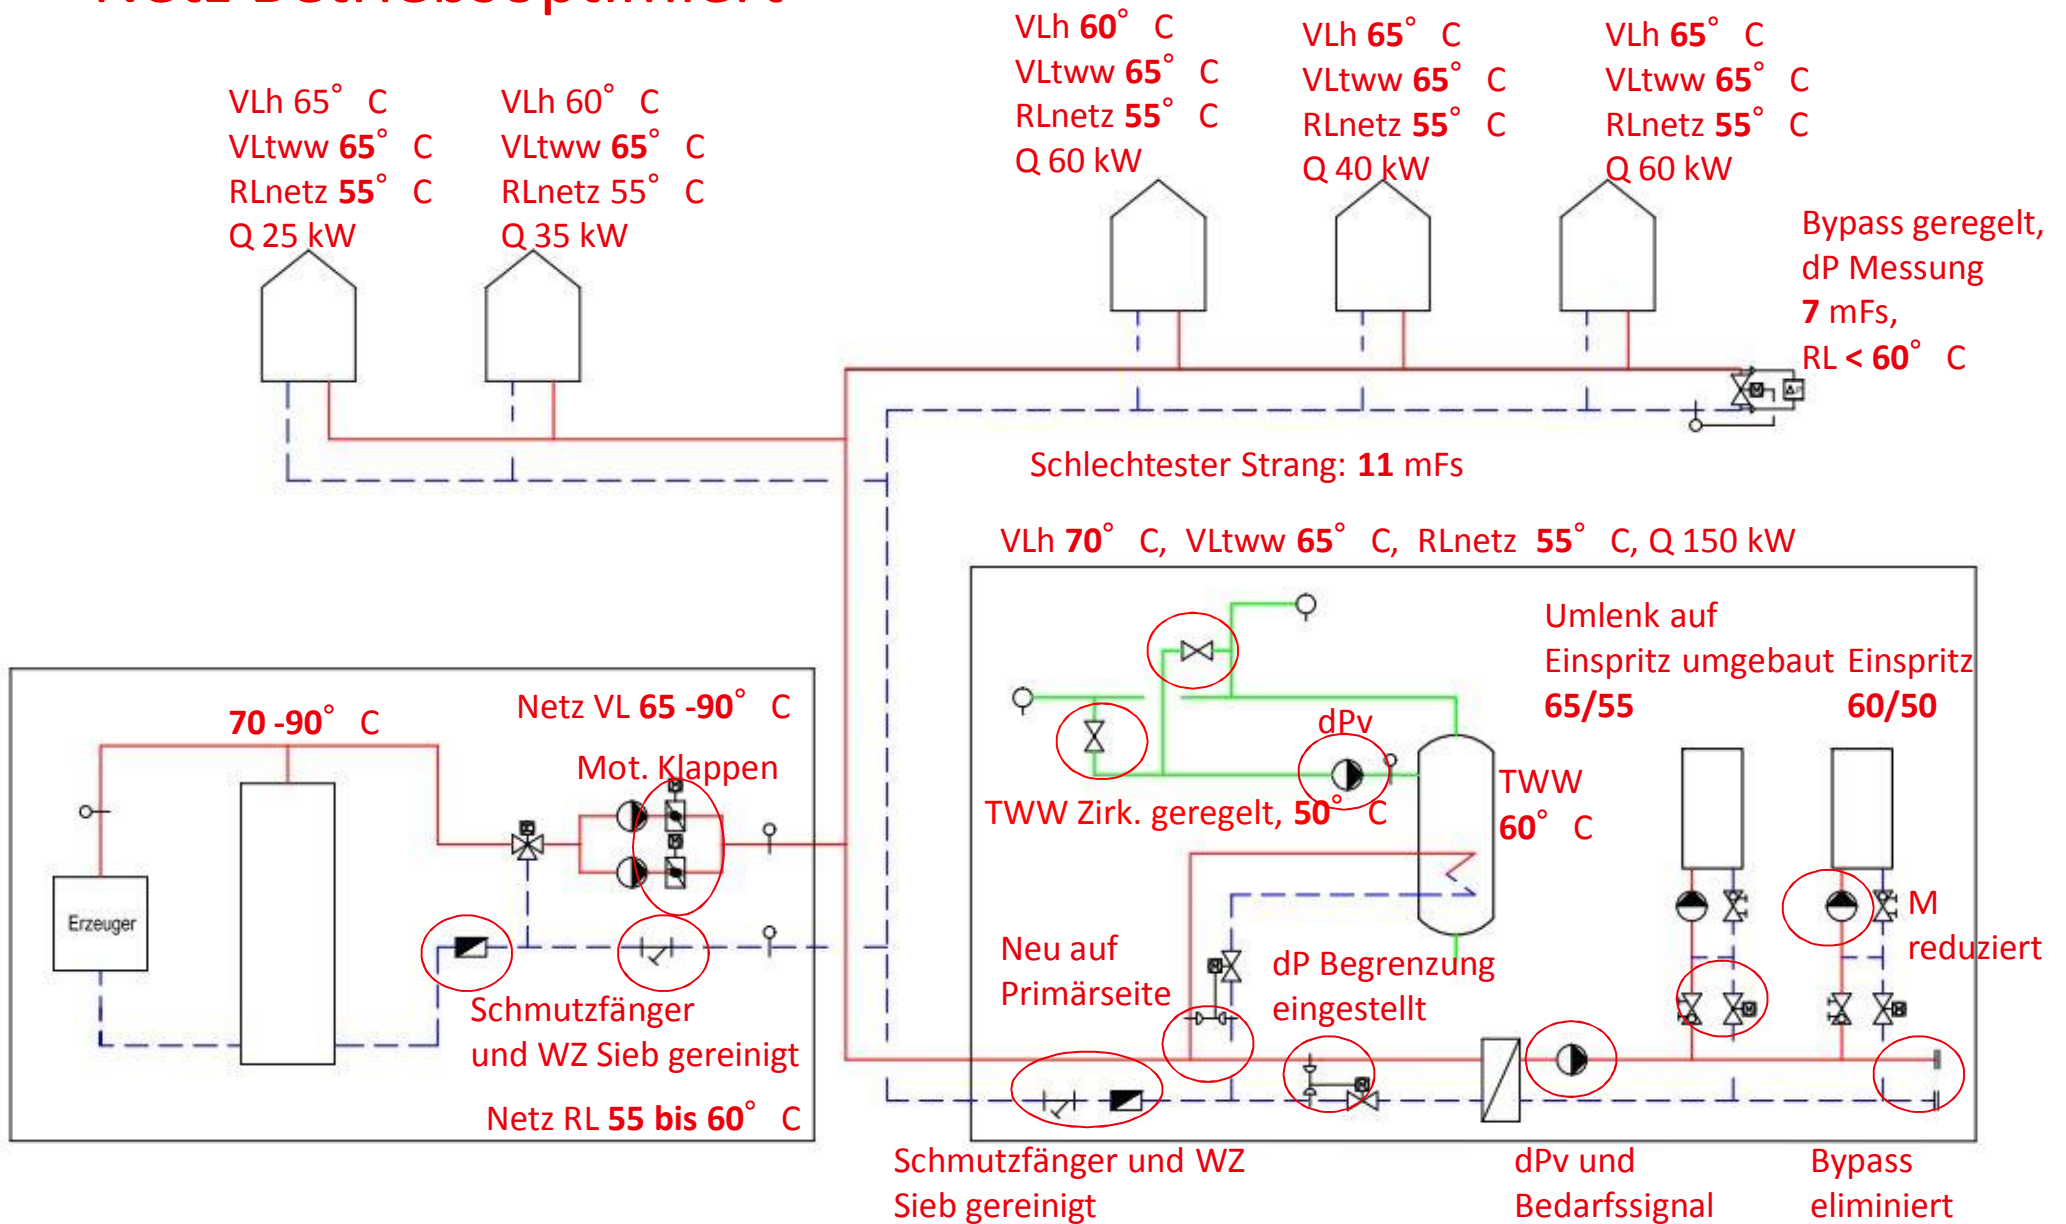 Netz Betriebsoptimiert
VLh 65° C
VLtww 65° C
RLnetz 55° C
Q 25 kW
VLh 60° C
VLtww 65° C
RLnetz 55° C
Q 35 kW
VLh 60° C
VLtww 65° C
RLnetz 55° C
Q 60 kW
VLh 65° C
VLtww 65° C
RLnetz 55° C
Q 40 kW
VLh 65° C
VLtww 65° C
RLnetz 55° C
Q 60 kW
Bypass geregelt,
dP Messung
7 mFs,
RL < 60° C
M
ΔP
Schlechtester Strang: 11 mFs
VLh 70° C, VLtww 65° C, RLnetz 55° C, Q 150 kW
Umlenk auf
Einspritz umgebaut
65/55
Einspritz
60/50
dPv
TWW Zirk. geregelt, 50° C
TWW
60° C
M
reduziert
Neu auf
Primärseite
dP Begrenzung
eingestellt
M
M
M
M
Netz VL 65 -90° C
70 -90° C
Mot. Klappen
M
M
M
Erzeuger
Schmutzfänger
und WZ Sieb gereinigt
Netz RL 55 bis 60° C
Schmutzfänger und WZ
Sieb gereinigt
dPv und
Bedarfssignal
Bypass
eliminiert